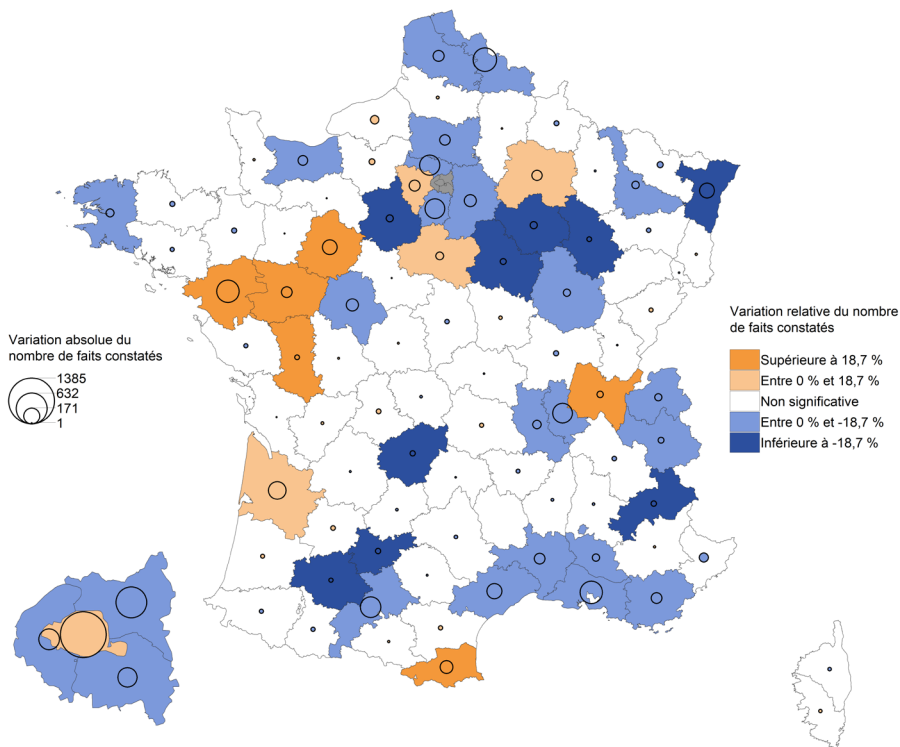 Variation absolue du
nombre de faits constatés
1385
632
171
1
Variation relative du nombre
de faits constatés
Supérieure à 18,7 %
Entre 0 % et 18,7 %
Non significative
Entre 0 % et -18,7 %
Inférieure à -18,7 %